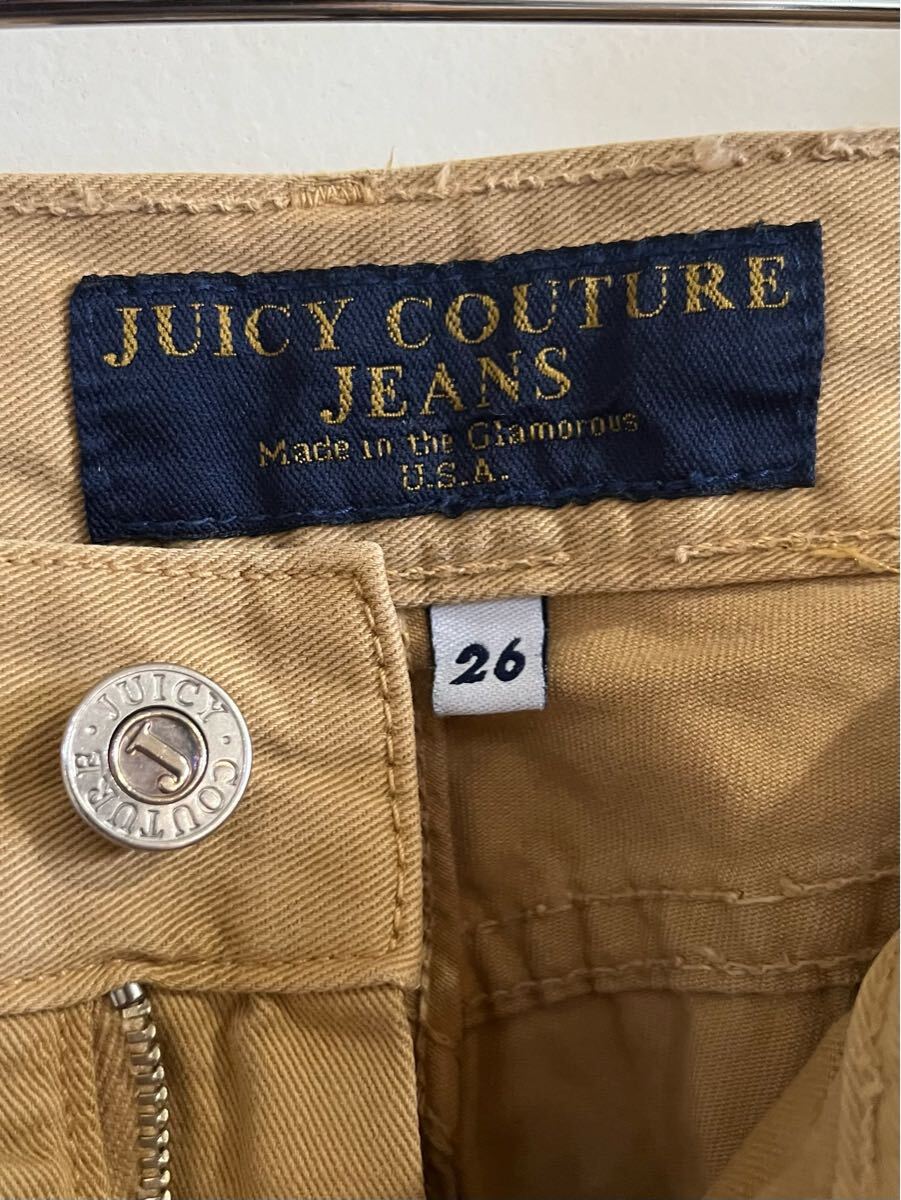 JUICY COUTURE
JEANS
Made in the Glamorous
U.S.A.
26
JUICY · COUTURE ·
J